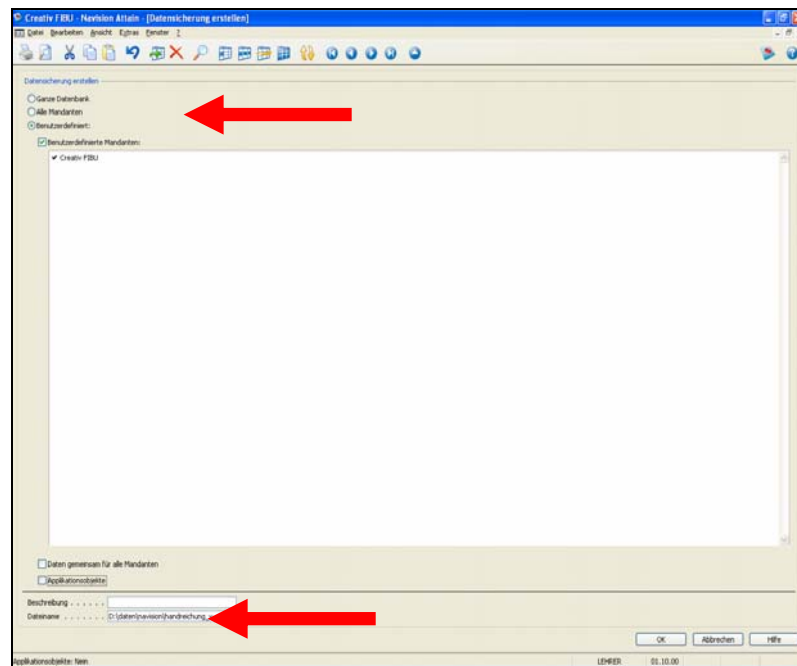 Creativ FIBU - Navision Attain - [Datensicherung erstellen]
Datei Bearbeiten Ansicht Extras Fenster ?
Datensicherung erstellen
Ganze Datenbank
Alle Mandanten
Benutzerdefiniert:
Benutzerdefinierte Mandanten:
Creativ FIBU
Daten gemeinsam für alle Mandanten
Applikationsobjekte
Beschreibung . . . . . .
Dateiname . . . . . . . D:\daten\navision\handreichung_
OK Abbrechen Hilfe
Applikationsobjekte: Nein LEHRER 01.10.00